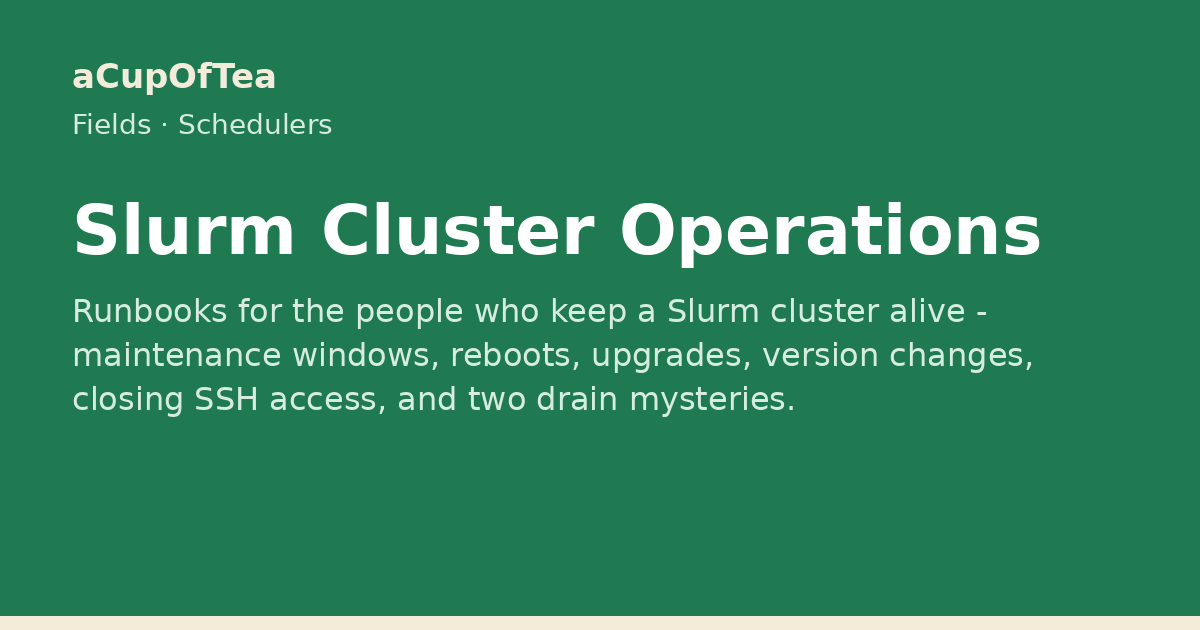 aCupOfTea
Fields · Schedulers
Slurm Cluster Operations
Runbooks for the people who keep a Slurm cluster alive -
maintenance windows, reboots, upgrades, version changes,
closing SSH access, and two drain mysteries.